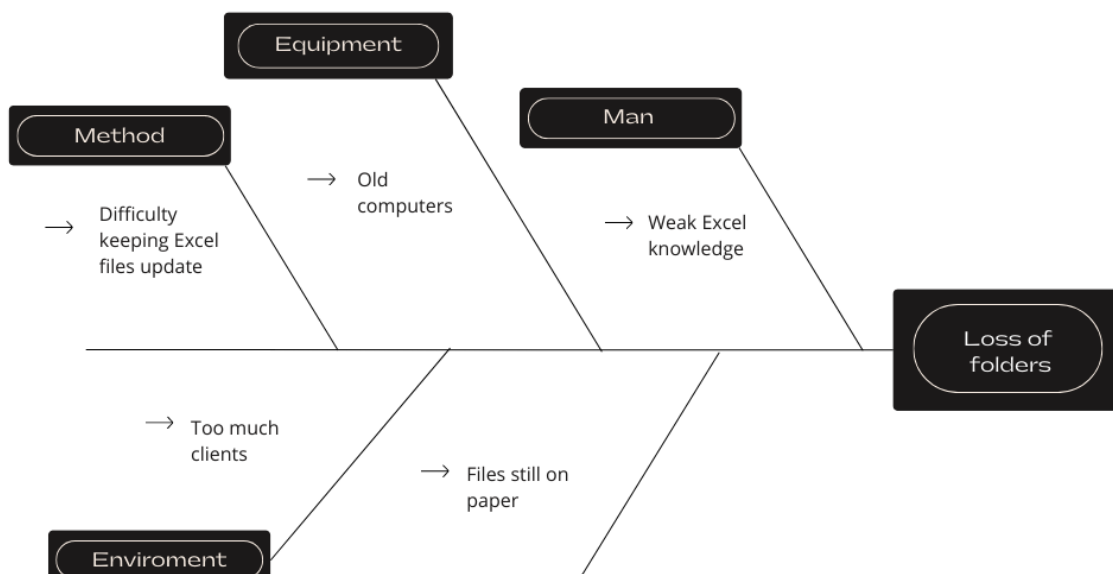 Equipment
Man
Method
Old
computers
Difficulty
keeping Excel
files update
Weak Excel
knowledge
Loss of
folders
Too much
clients
Files still on
paper
Enviroment